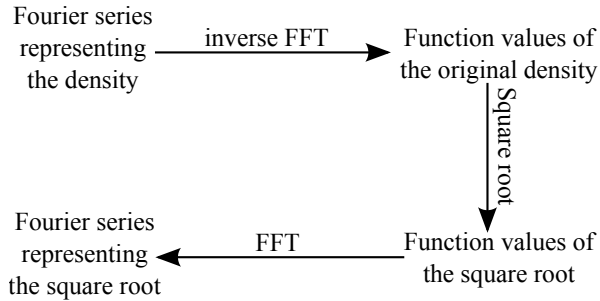 Fourier series
representing
the density
inverse FFT
Function values of
the original density
Square root
Function values of
the square root
FFT
Fourier series
representing
the square root